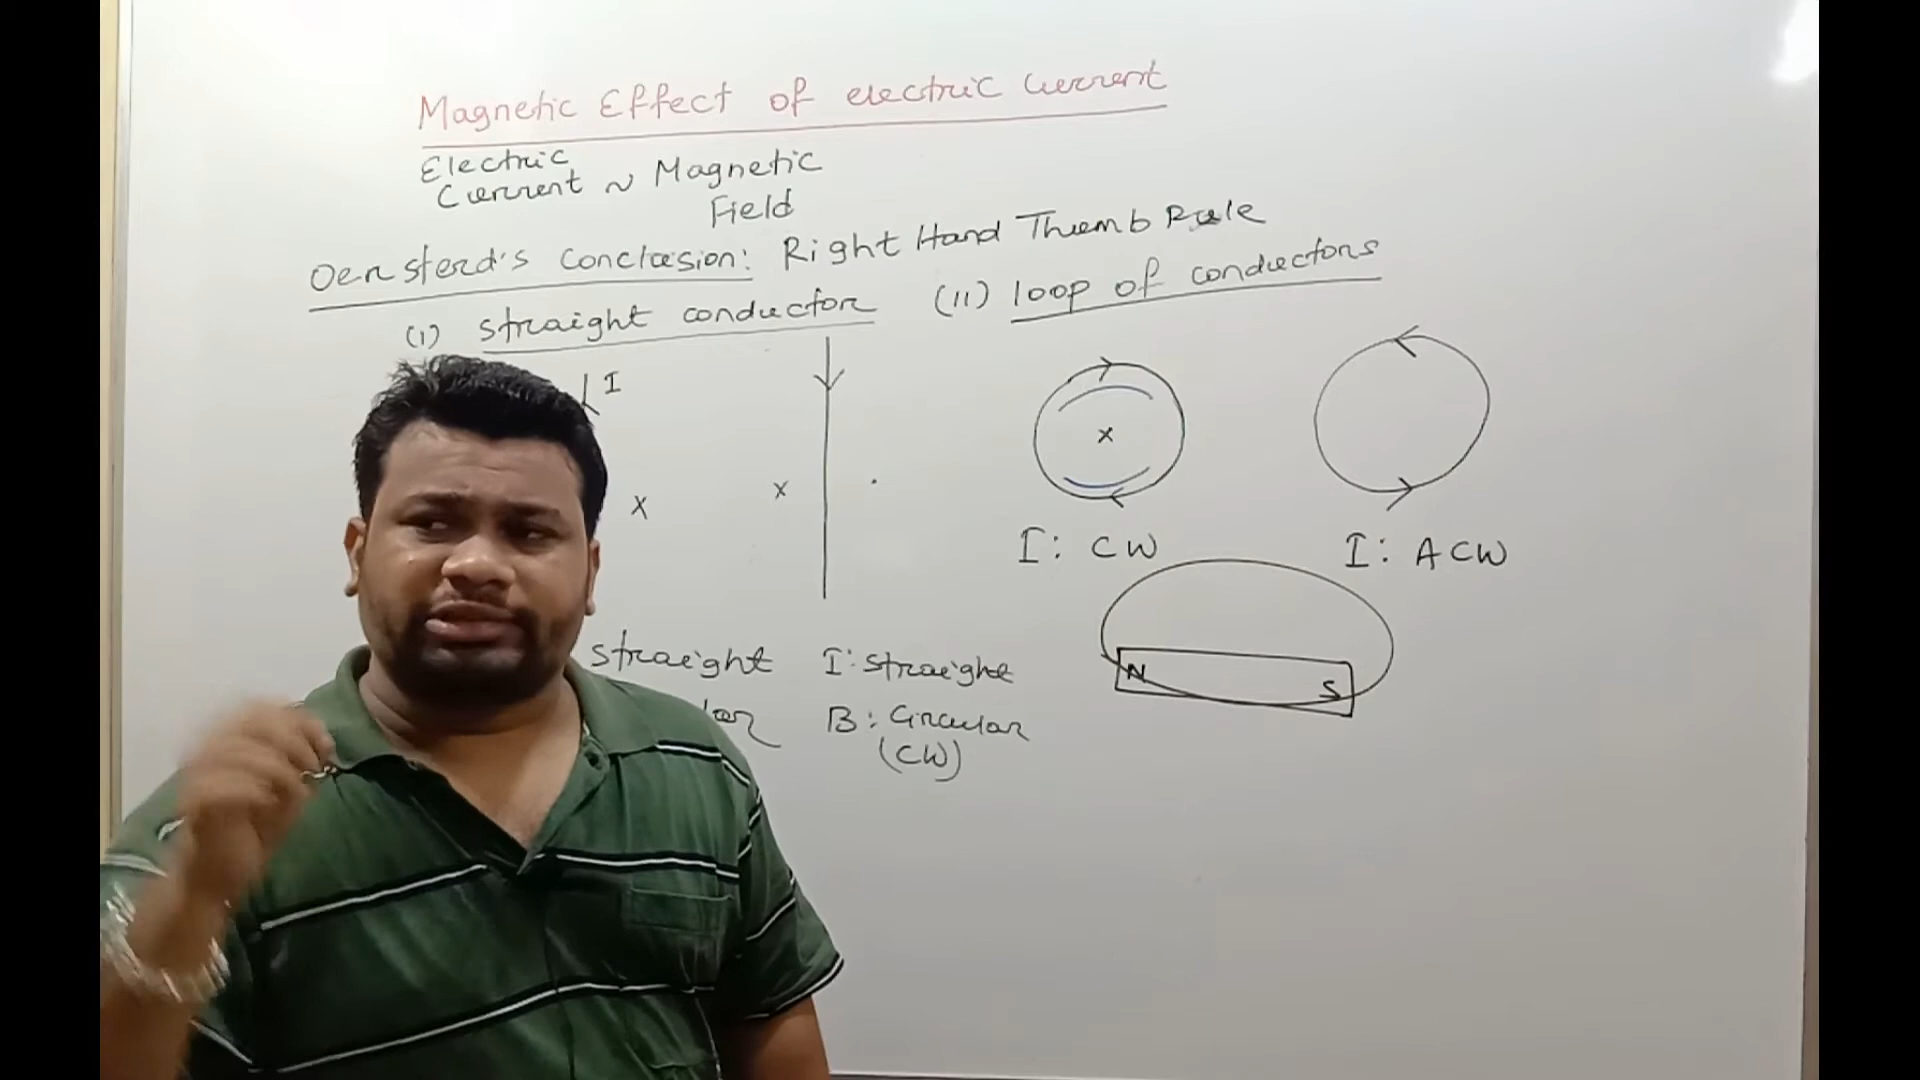 Magnetic Effect of electric Current
Electric
Current ~ Magnetic
Field
Oersterd's Conclusion: Right Hand Thumb Rule
(I) straight conductor (II) loop of conductors
I
x x . x
I: CW I: ACW
N S
straight I: straight
B: Circular
(CW)